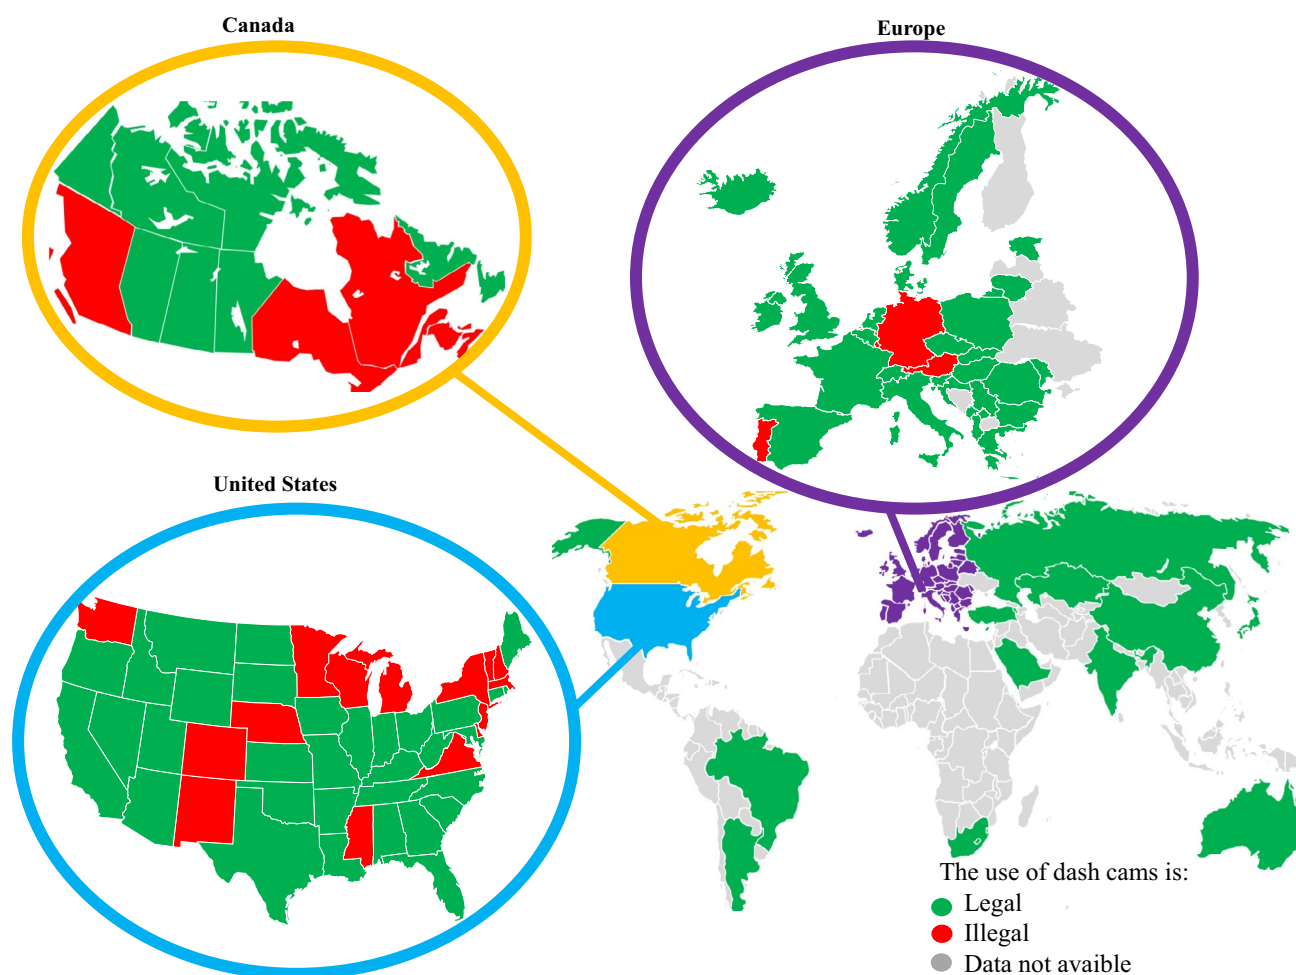 Canada
Europe
United States
The use of dash cams is:
Legal
Illegal
Data not avaible